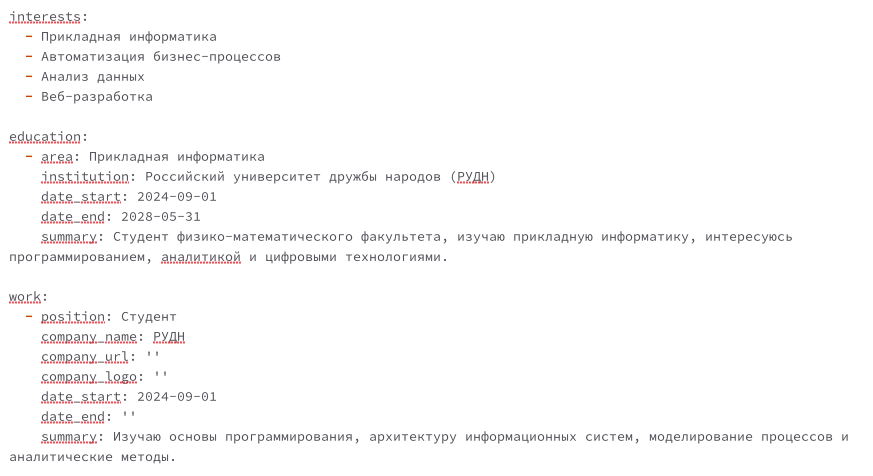 interests:
  - Прикладная информатика
  - Автоматизация бизнес-процессов
  - Анализ данных
  - Веб-разработка

education:
  - area: Прикладная информатика
    institution: Российский университет дружбы народов (РУДН)
    date_start: 2024-09-01
    date_end: 2028-05-31
    summary: Студент физико-математического факультета, изучаю прикладную информатику, интересуюсь
программированием, аналитикой и цифровыми технологиями.

work:
  - position: Студент
    company_name: РУДН
    company_url: ''
    company_logo: ''
    date_start: 2024-09-01
    date_end: ''
    summary: Изучаю основы программирования, архитектуру информационных систем, моделирование процессов и
аналитические методы.